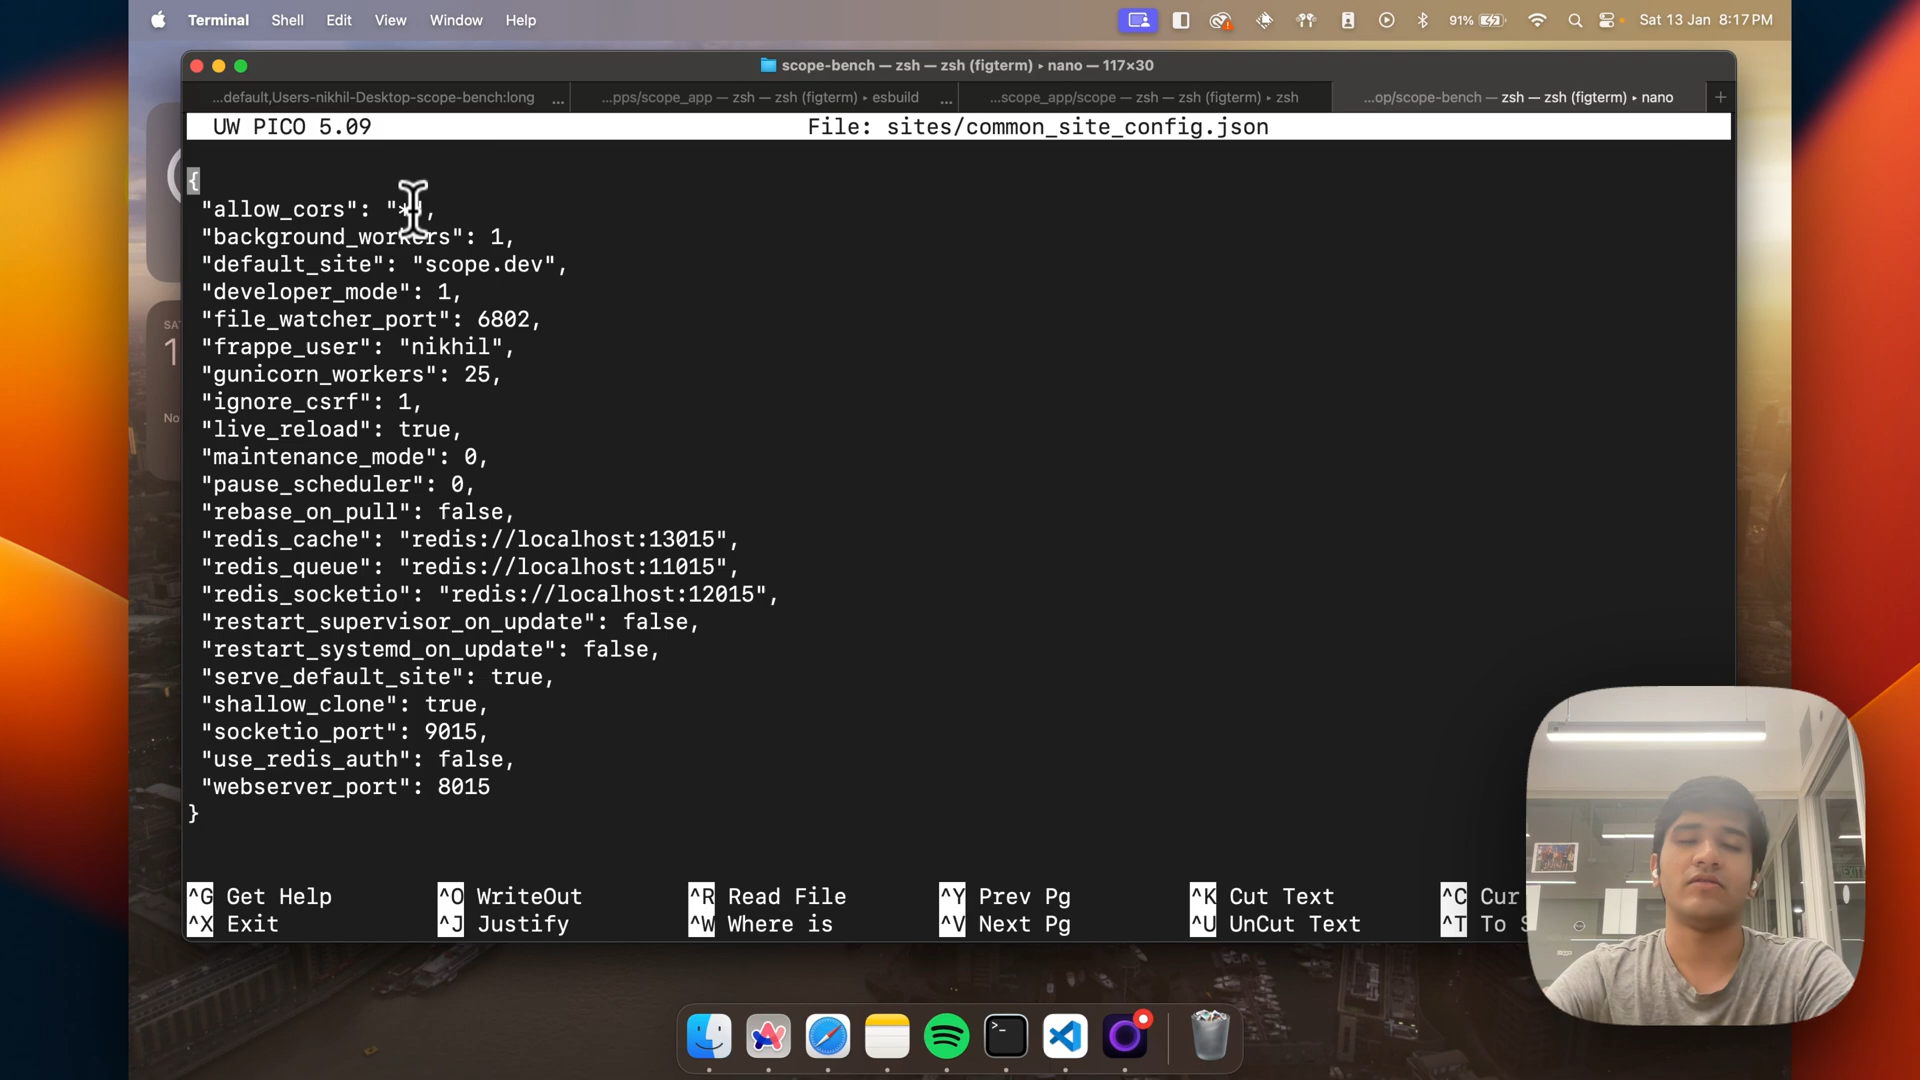 Terminal Shell Edit View Window Help 91% Sat 13 Jan 8:17PM
scope-bench — zsh — zsh (figterm) ▸ nano — 117×30
...default,Users-nikhil-Desktop-scope-bench:long ... ...pps/scope_app — zsh — zsh (figterm) ▸ esbuild ... ...scope_app/scope — zsh — zsh (figterm) ▸ zsh ...op/scope-bench — zsh — zsh (figterm) ▸ nano +
UW PICO 5.09 File: sites/common_site_config.json
{
"allow_cors": "*",
"background_workers": 1,
"default_site": "scope.dev",
"developer_mode": 1,
"file_watcher_port": 6802,
"frappe_user": "nikhil",
"gunicorn_workers": 25,
"ignore_csrf": 1,
"live_reload": true,
"maintenance_mode": 0,
"pause_scheduler": 0,
"rebase_on_pull": false,
"redis_cache": "redis://localhost:13015",
"redis_queue": "redis://localhost:11015",
"redis_socketio": "redis://localhost:12015",
"restart_supervisor_on_update": false,
"restart_systemd_on_update": false,
"serve_default_site": true,
"shallow_clone": true,
"socketio_port": 9015,
"use_redis_auth": false,
"webserver_port": 8015
}
^G Get Help ^O WriteOut ^R Read File ^Y Prev Pg ^K Cut Text ^C Cur
^X Exit ^J Justify ^W Where is ^V Next Pg ^U UnCut Text ^T To